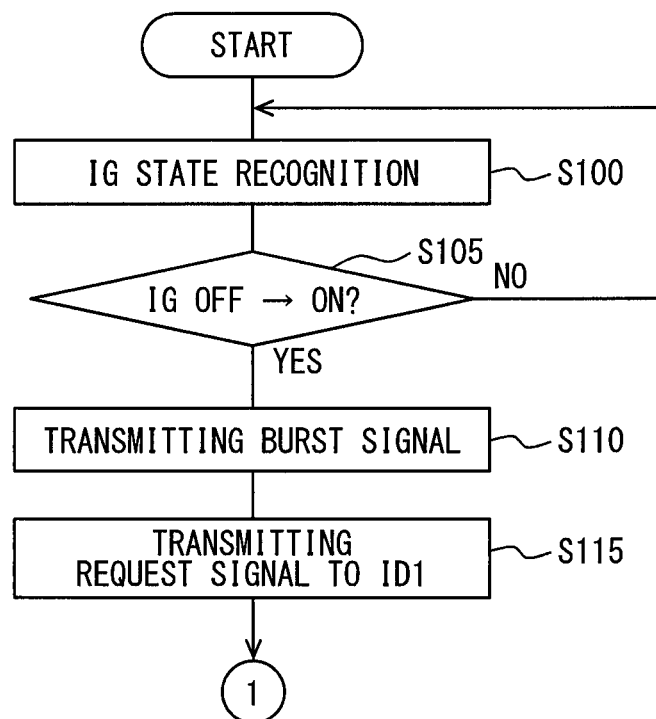 START
IG STATE RECOGNITION
S100
S105
IG OFF → ON?
NO
YES
TRANSMITTING BURST SIGNAL
S110
TRANSMITTING
REQUEST SIGNAL TO ID1
S115
1